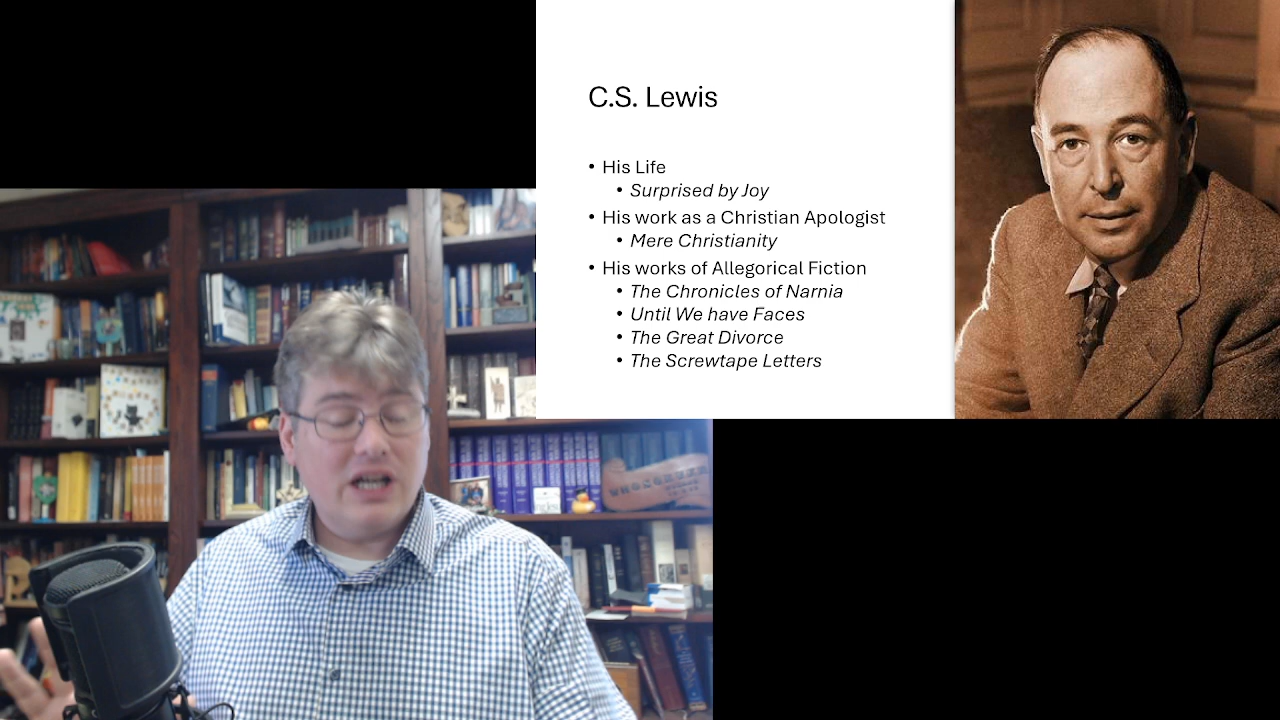 C.S. Lewis
• His Life
• Surprised by Joy
• His work as a Christian Apologist
• Mere Christianity
• His works of Allegorical Fiction
• The Chronicles of Narnia
• Until We have Faces
• The Great Divorce
• The Screwtape Letters